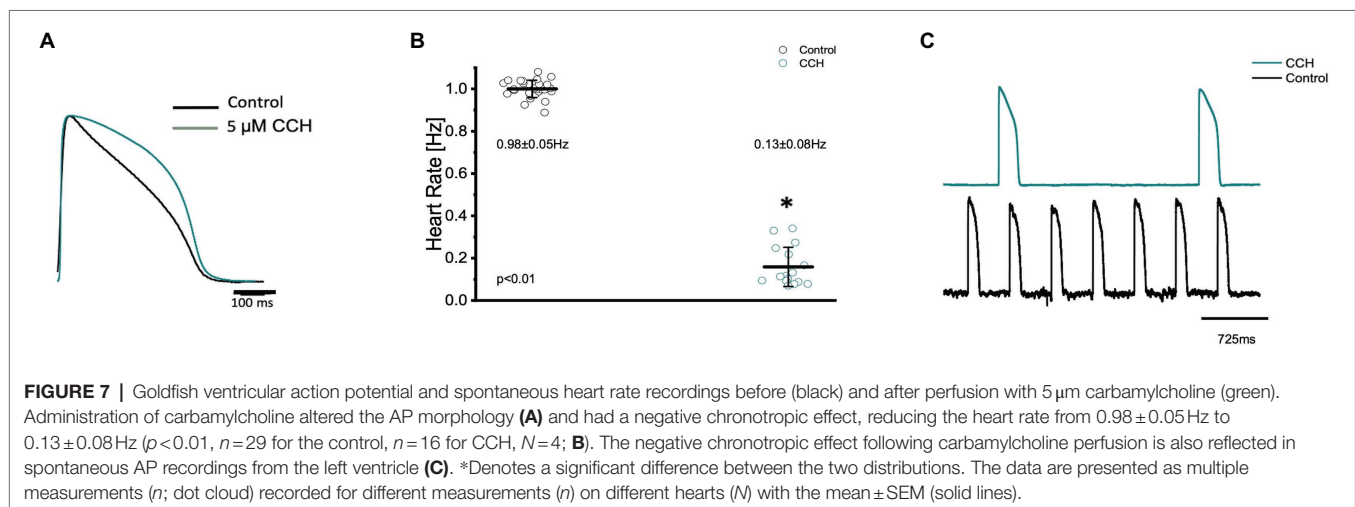 A
Control
5 µM CCH
100 ms
B
Control
CCH
Heart Rate [Hz]
1.0
0.8
0.6
0.4
0.2
0.0
0.98±0.05Hz
0.13±0.08Hz
*
p<0.01
C
CCH
Control
725ms
FIGURE 7 | Goldfish ventricular action potential and spontaneous heart rate recordings before (black) and after perfusion with 5 µm carbamylcholine (green).
Administration of carbamylcholine altered the AP morphology (A) and had a negative chronotropic effect, reducing the heart rate from 0.98 ± 0.05 Hz to
0.13 ± 0.08 Hz (p < 0.01, n = 29 for the control, n = 16 for CCH, N = 4; B). The negative chronotropic effect following carbamylcholine perfusion is also reflected in
spontaneous AP recordings from the left ventricle (C). *Denotes a significant difference between the two distributions. The data are presented as multiple
measurements (n; dot cloud) recorded for different measurements (n) on different hearts (N) with the mean ± SEM (solid lines).